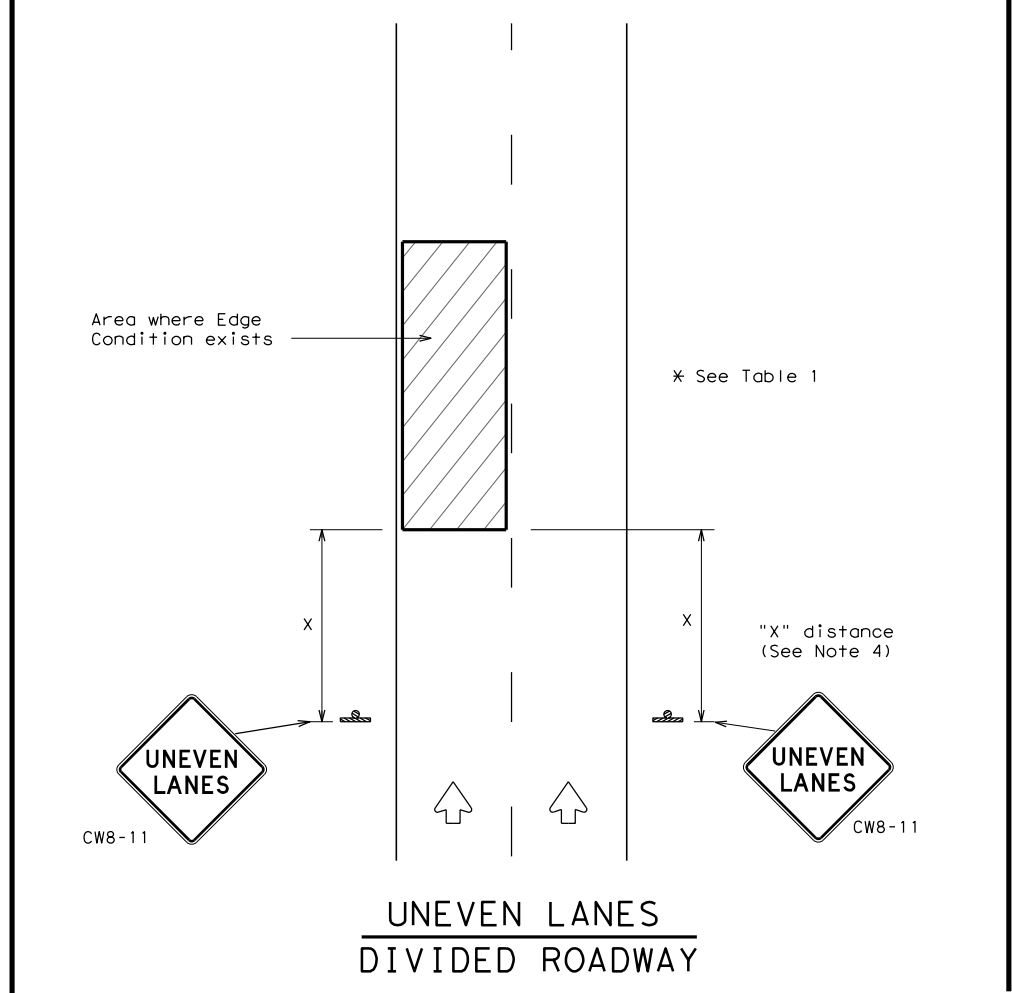 Area where Edge
Condition exists
* See Table 1
X
X
"X" distance
(See Note 4)
UNEVEN
LANES
CW8-11
UNEVEN
LANES
CW8-11
UNEVEN LANES
DIVIDED ROADWAY